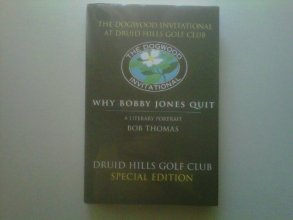 THE DOGWOOD INVITATIONAL
AT DRUID HILLS GOLF CLUB
THE DOGWOOD
INVITATIONAL
WHY BOBBY JONES QUIT
A LITERARY PORTRAIT
BOB THOMAS
DRUID HILLS GOLF CLUB
SPECIAL EDITION